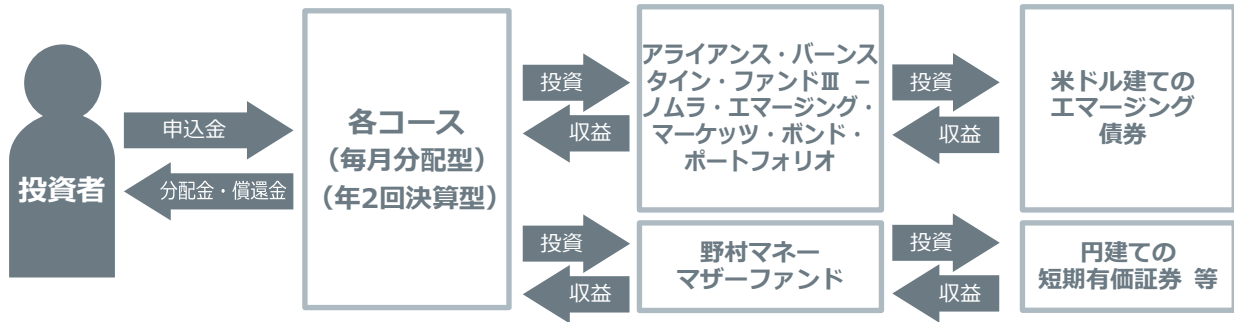 投資者
申込金
分配金・償還金
各コース
（毎月分配型）
（年2回決算型）
投資
収益
アライアンス・バーンス
タイン・ファンドⅢ －
ノムラ・エマージング・
マーケッツ・ボンド・
ポートフォリオ
投資
収益
米ドル建ての
エマージング
債券
投資
収益
野村マネー
マザーファンド
投資
収益
円建ての
短期有価証券 等